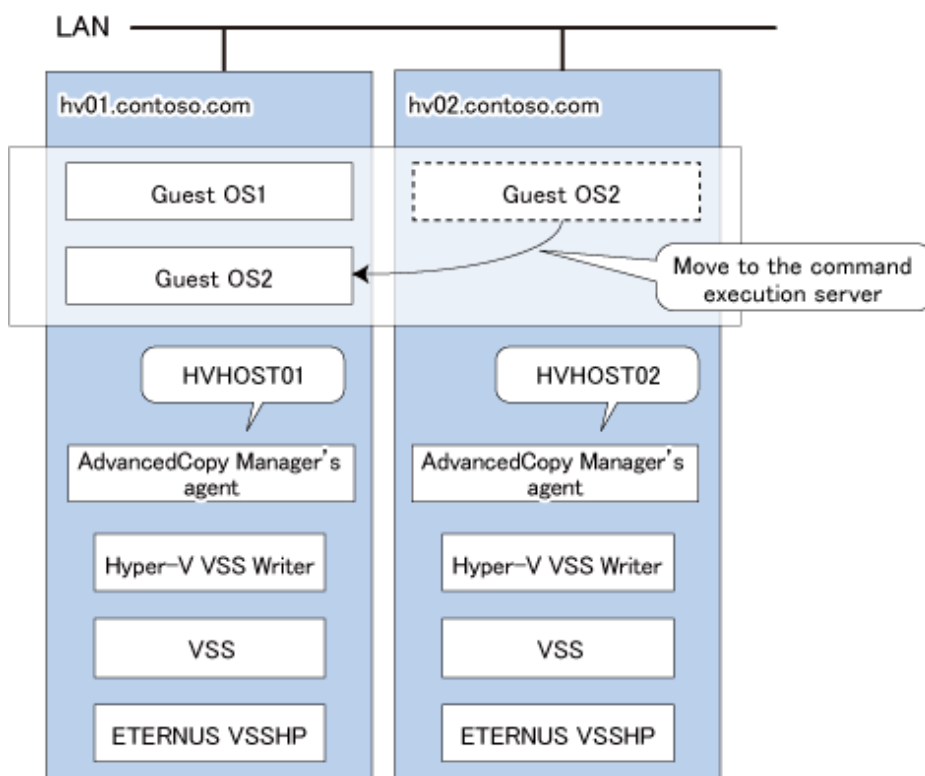 LAN
hv01.contoso.com
hv02.contoso.com
Guest OS1
Guest OS2
Guest OS2
Move to the command
execution server
HVHOST01
HVHOST02
AdvancedCopy Manager's
agent
AdvancedCopy Manager's
agent
Hyper-V VSS Writer
Hyper-V VSS Writer
VSS
VSS
ETERNUS VSSHP
ETERNUS VSSHP